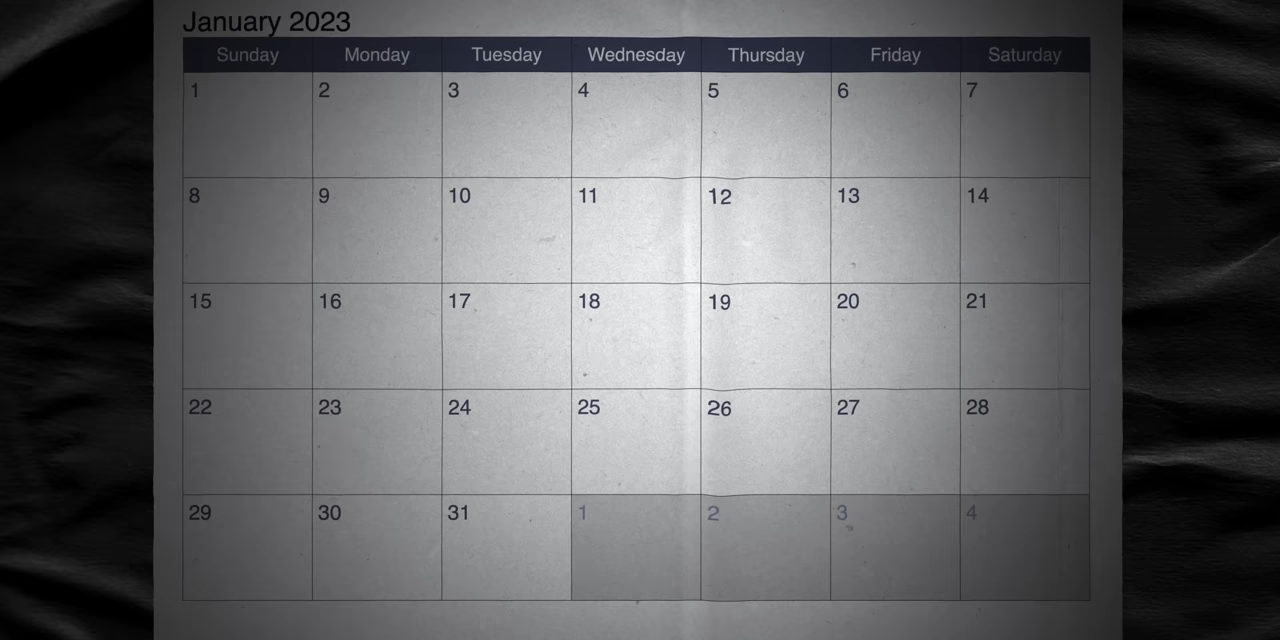 January 2023
Sunday Monday Tuesday Wednesday Thursday Friday Saturday
1 2 3 4 5 6 7
8 9 10 11 12 13 14
15 16 17 18 19 20 21
22 23 24 25 26 27 28
29 30 31 1 2 3 4